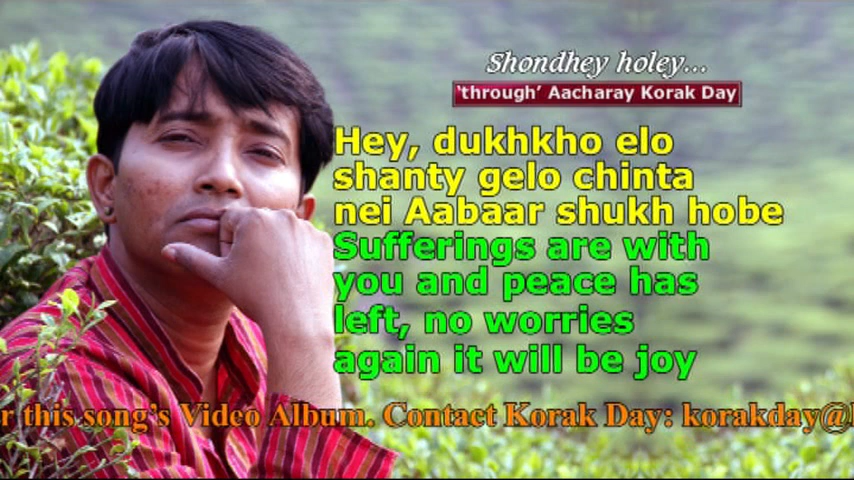 Shondhey holey...
'through' Aacharay Korak Day
Hey, dukhkho elo
shanty gelo chinta
nei Aabaar shukh hobe
Sufferings are with
you and peace has
left, no worries
again it will be joy
r this song's Video Album. Contact Korak Day: korakday@